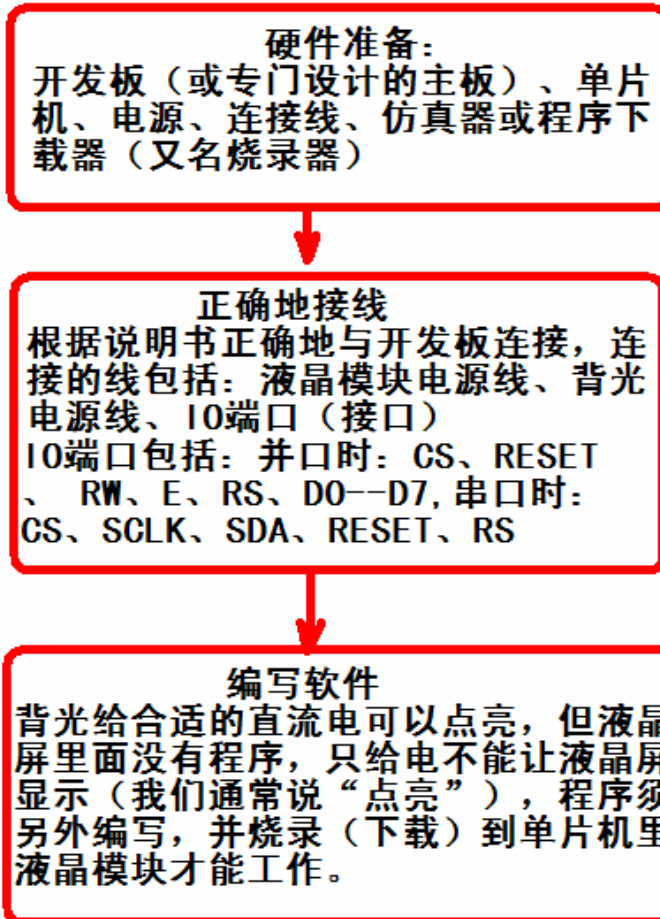 硬件准备：
开发板（或专门设计的主板）、单片
机、电源、连接线、仿真器或程序下
载器（又名烧录器）
正确地接线
根据说明书正确地与开发板连接，连
接的线包括：液晶模块电源线、背光
电源线、IO端口（接口）
IO端口包括：并口时：CS、RESET
、 RW、E、RS、D0--D7,串口时：
CS、SCLK、SDA、RESET、RS
编写软件
背光给合适的直流电可以点亮，但液晶
屏里面没有程序，只给电不能让液晶屏
显示（我们通常说“点亮”），程序须
另外编写，并烧录（下载）到单片机里
液晶模块才能工作。